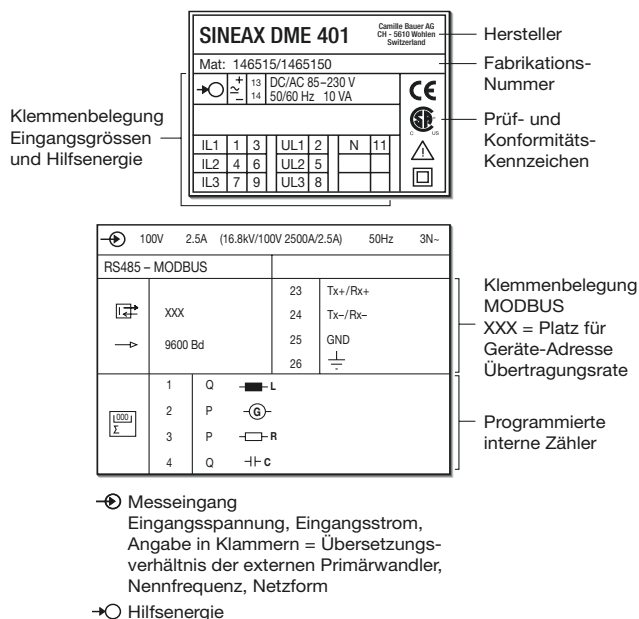 SINEAX DME 401
Camille Bauer AG
CH - 5610 Wohlen
Switzerland
Hersteller
Mat: 146515/1465150
Fabrikations-
Nummer
+ 13 DC/AC 85–230 V
– 14 50/60 Hz 10 VA
CE
Klemmenbelegung
Eingangsgrössen
und Hilfsenergie
C US
Prüf- und
Konformitäts-
Kennzeichen
IL1 1 3 UL1 2 N 11
IL2 4 6 UL2 5
IL3 7 9 UL3 8
100V 2.5A (16.8kV/100V 2500A/2.5A) 50Hz 3N~
RS485 – MODBUS
XXX
9600 Bd
23 Tx+/Rx+
24 Tx–/Rx–
25 GND
26
Klemmenbelegung
MODBUS
XXX = Platz für
Geräte-Adresse
Übertragungsrate
000
Σ
1 Q L
2 P G
3 P R
4 Q C
Programmierte
interne Zähler
Messeingang
Eingangsspannung, Eingangsstrom,
Angabe in Klammern = Übersetzungs-
verhältnis der externen Primärwandler,
Nennfrequenz, Netzform
Hilfsenergie